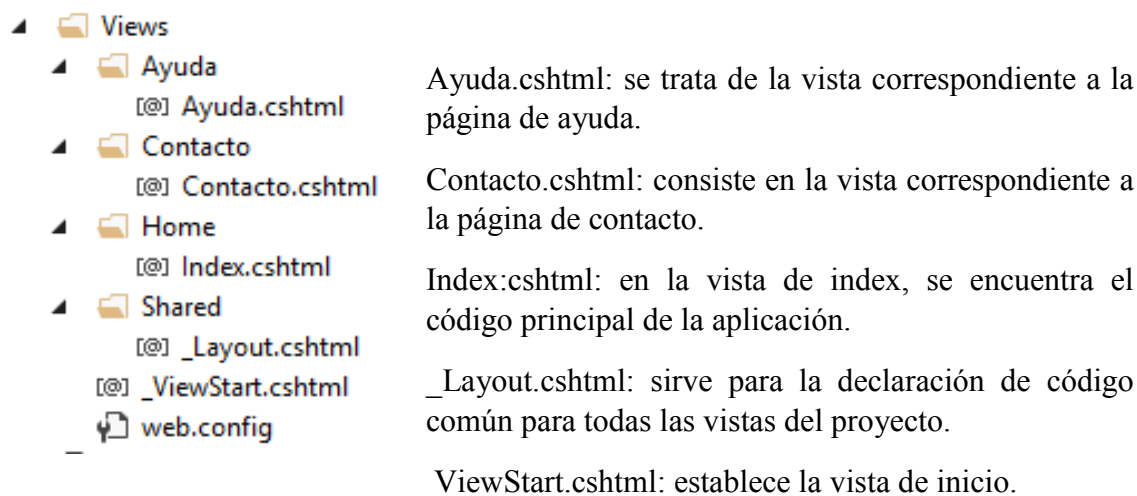 Views
Ayuda
[@] Ayuda.cshtml
Contacto
[@] Contacto.cshtml
Home
[@] Index.cshtml
Shared
[@] _Layout.cshtml
[@] _ViewStart.cshtml
web.config
Ayuda.cshtml: se trata de la vista correspondiente a la
página de ayuda.
Contacto.cshtml: consiste en la vista correspondiente a
la página de contacto.
Index:cshtml: en la vista de index, se encuentra el
código principal de la aplicación.
_Layout.cshtml: sirve para la declaración de código
común para todas las vistas del proyecto.
ViewStart.cshtml: establece la vista de inicio.